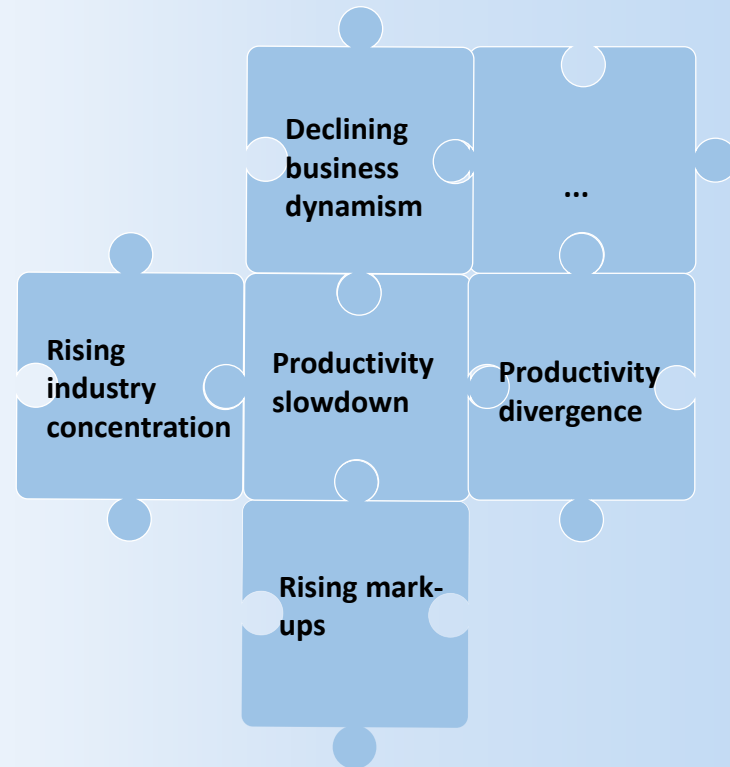 Declining
business
dynamism
...
Rising
industry
concentration
Productivity
slowdown
Productivity
divergence
Rising mark-
ups